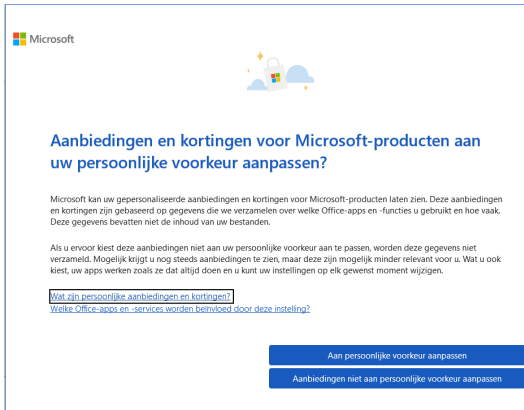 Microsoft
Aanbiedingen en kortingen voor Microsoft-producten aan
uw persoonlijke voorkeur aanpassen?
Microsoft kan uw gepersonaliseerde aanbiedingen en kortingen voor Microsoft-producten laten zien. Deze aanbiedingen
en kortingen zijn gebaseerd op gegevens die we verzamelen over welke Office-apps en -functies u gebruikt en hoe vaak.
Deze gegevens bevatten niet de inhoud van uw bestanden.
Als u ervoor kiest deze aanbiedingen niet aan uw persoonlijke voorkeur aan te passen, worden deze gegevens niet
verzameld. Mogelijk krijgt u nog steeds aanbiedingen te zien, maar deze zijn mogelijk minder relevant voor u. Wat u ook
kiest, uw apps werken zoals ze dat altijd doen en u kunt uw instellingen op elk gewenst moment wijzigen.
Wat zijn persoonlijke aanbiedingen en kortingen?
Welke Office-apps en -services worden beïnvloed door deze instelling?
Aan persoonlijke voorkeur aanpassen
Aanbiedingen niet aan persoonlijke voorkeur aanpassen